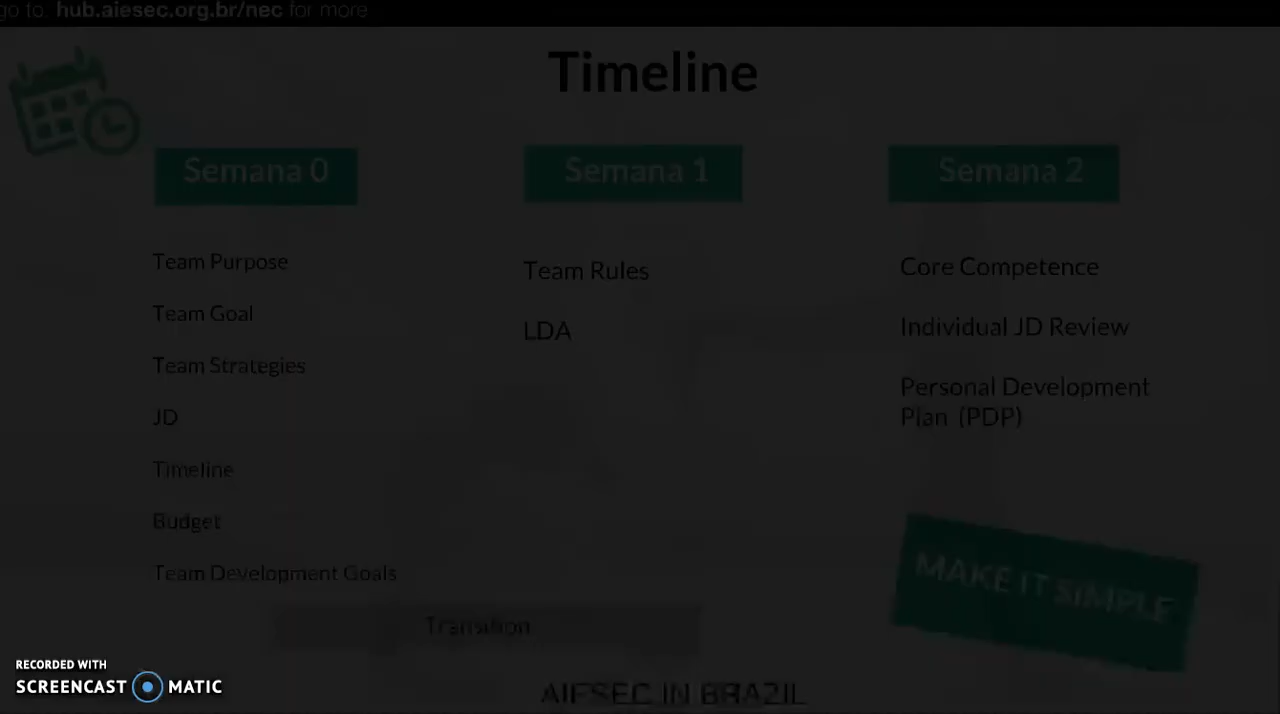 go to. hub.aiesec.org.br/nec for more
Timeline
Semana 0
Semana 1
Semana 2
Team Purpose
Team Goal
Team Strategies
JD
Timeline
Budget
Team Development Goals
Team Rules
LDA
Core Competence
Individual JD Review
Personal Development
Plan (PDP)
MAKE IT SIMPLE
Transition
RECORDED WITH
SCREENCAST MATIC
AIESEC IN BRAZIL